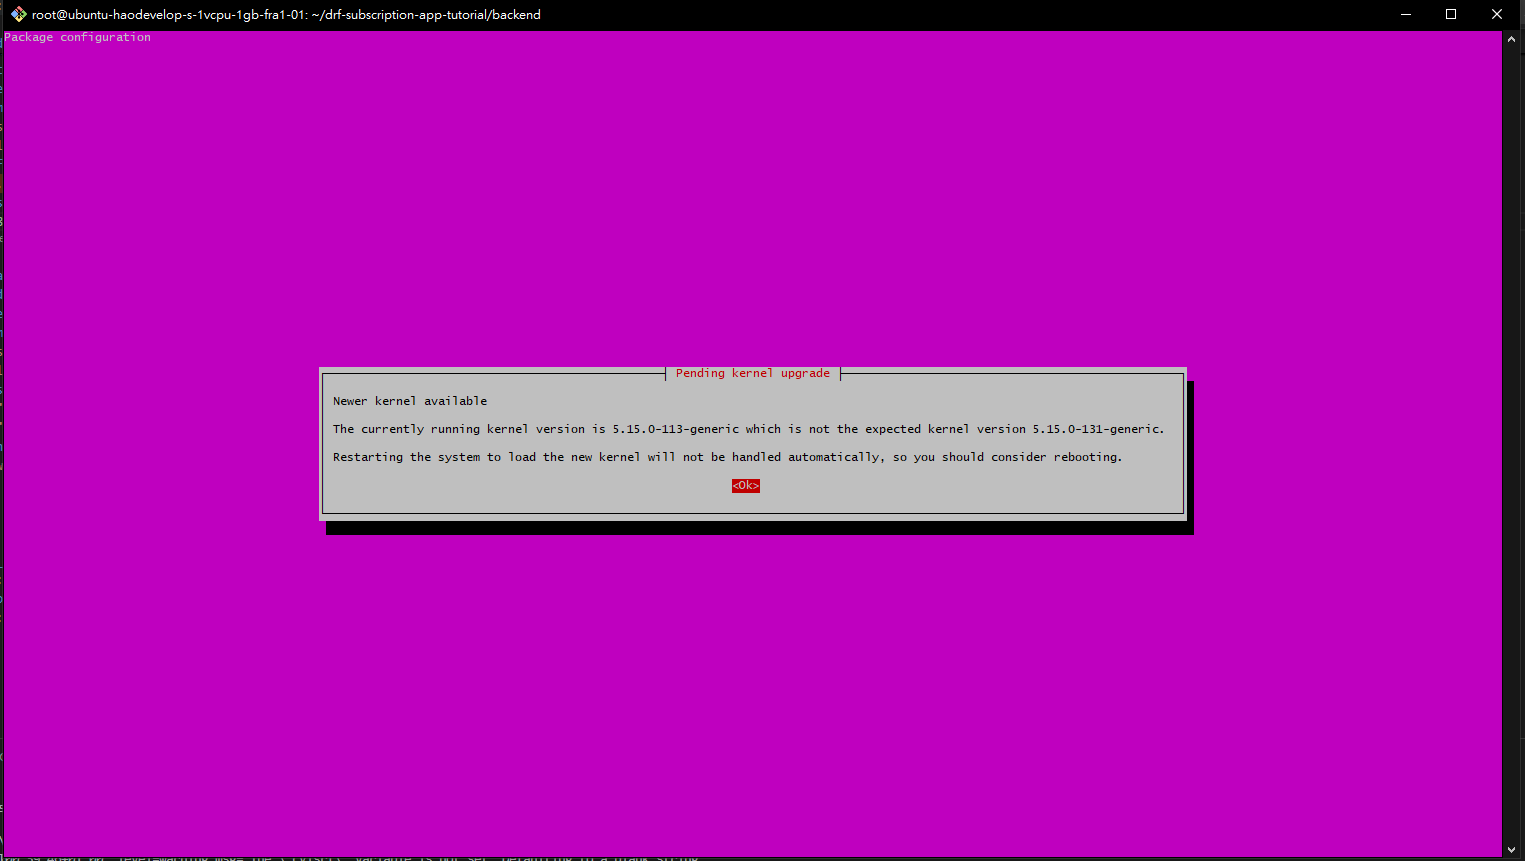 root@ubuntu-haodevelop-s-1vcpu-1gb-fra1-01: ~/drf-subscription-app-tutorial/backend
Package configuration
Pending kernel upgrade
Newer kernel available
The currently running kernel version is 5.15.0-113-generic which is not the expected kernel version 5.15.0-131-generic.
Restarting the system to load the new kernel will not be handled automatically, so you should consider rebooting.
<Ok>